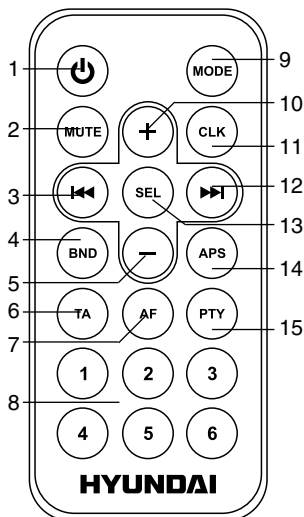 1 MODE 9
2 MUTE + CLK 10
11
3 SEL 12
13
4 BND APS 14
5 −
6 TA AF PTY 15
7
1 2 3
8
4 5 6
HYUNDAI